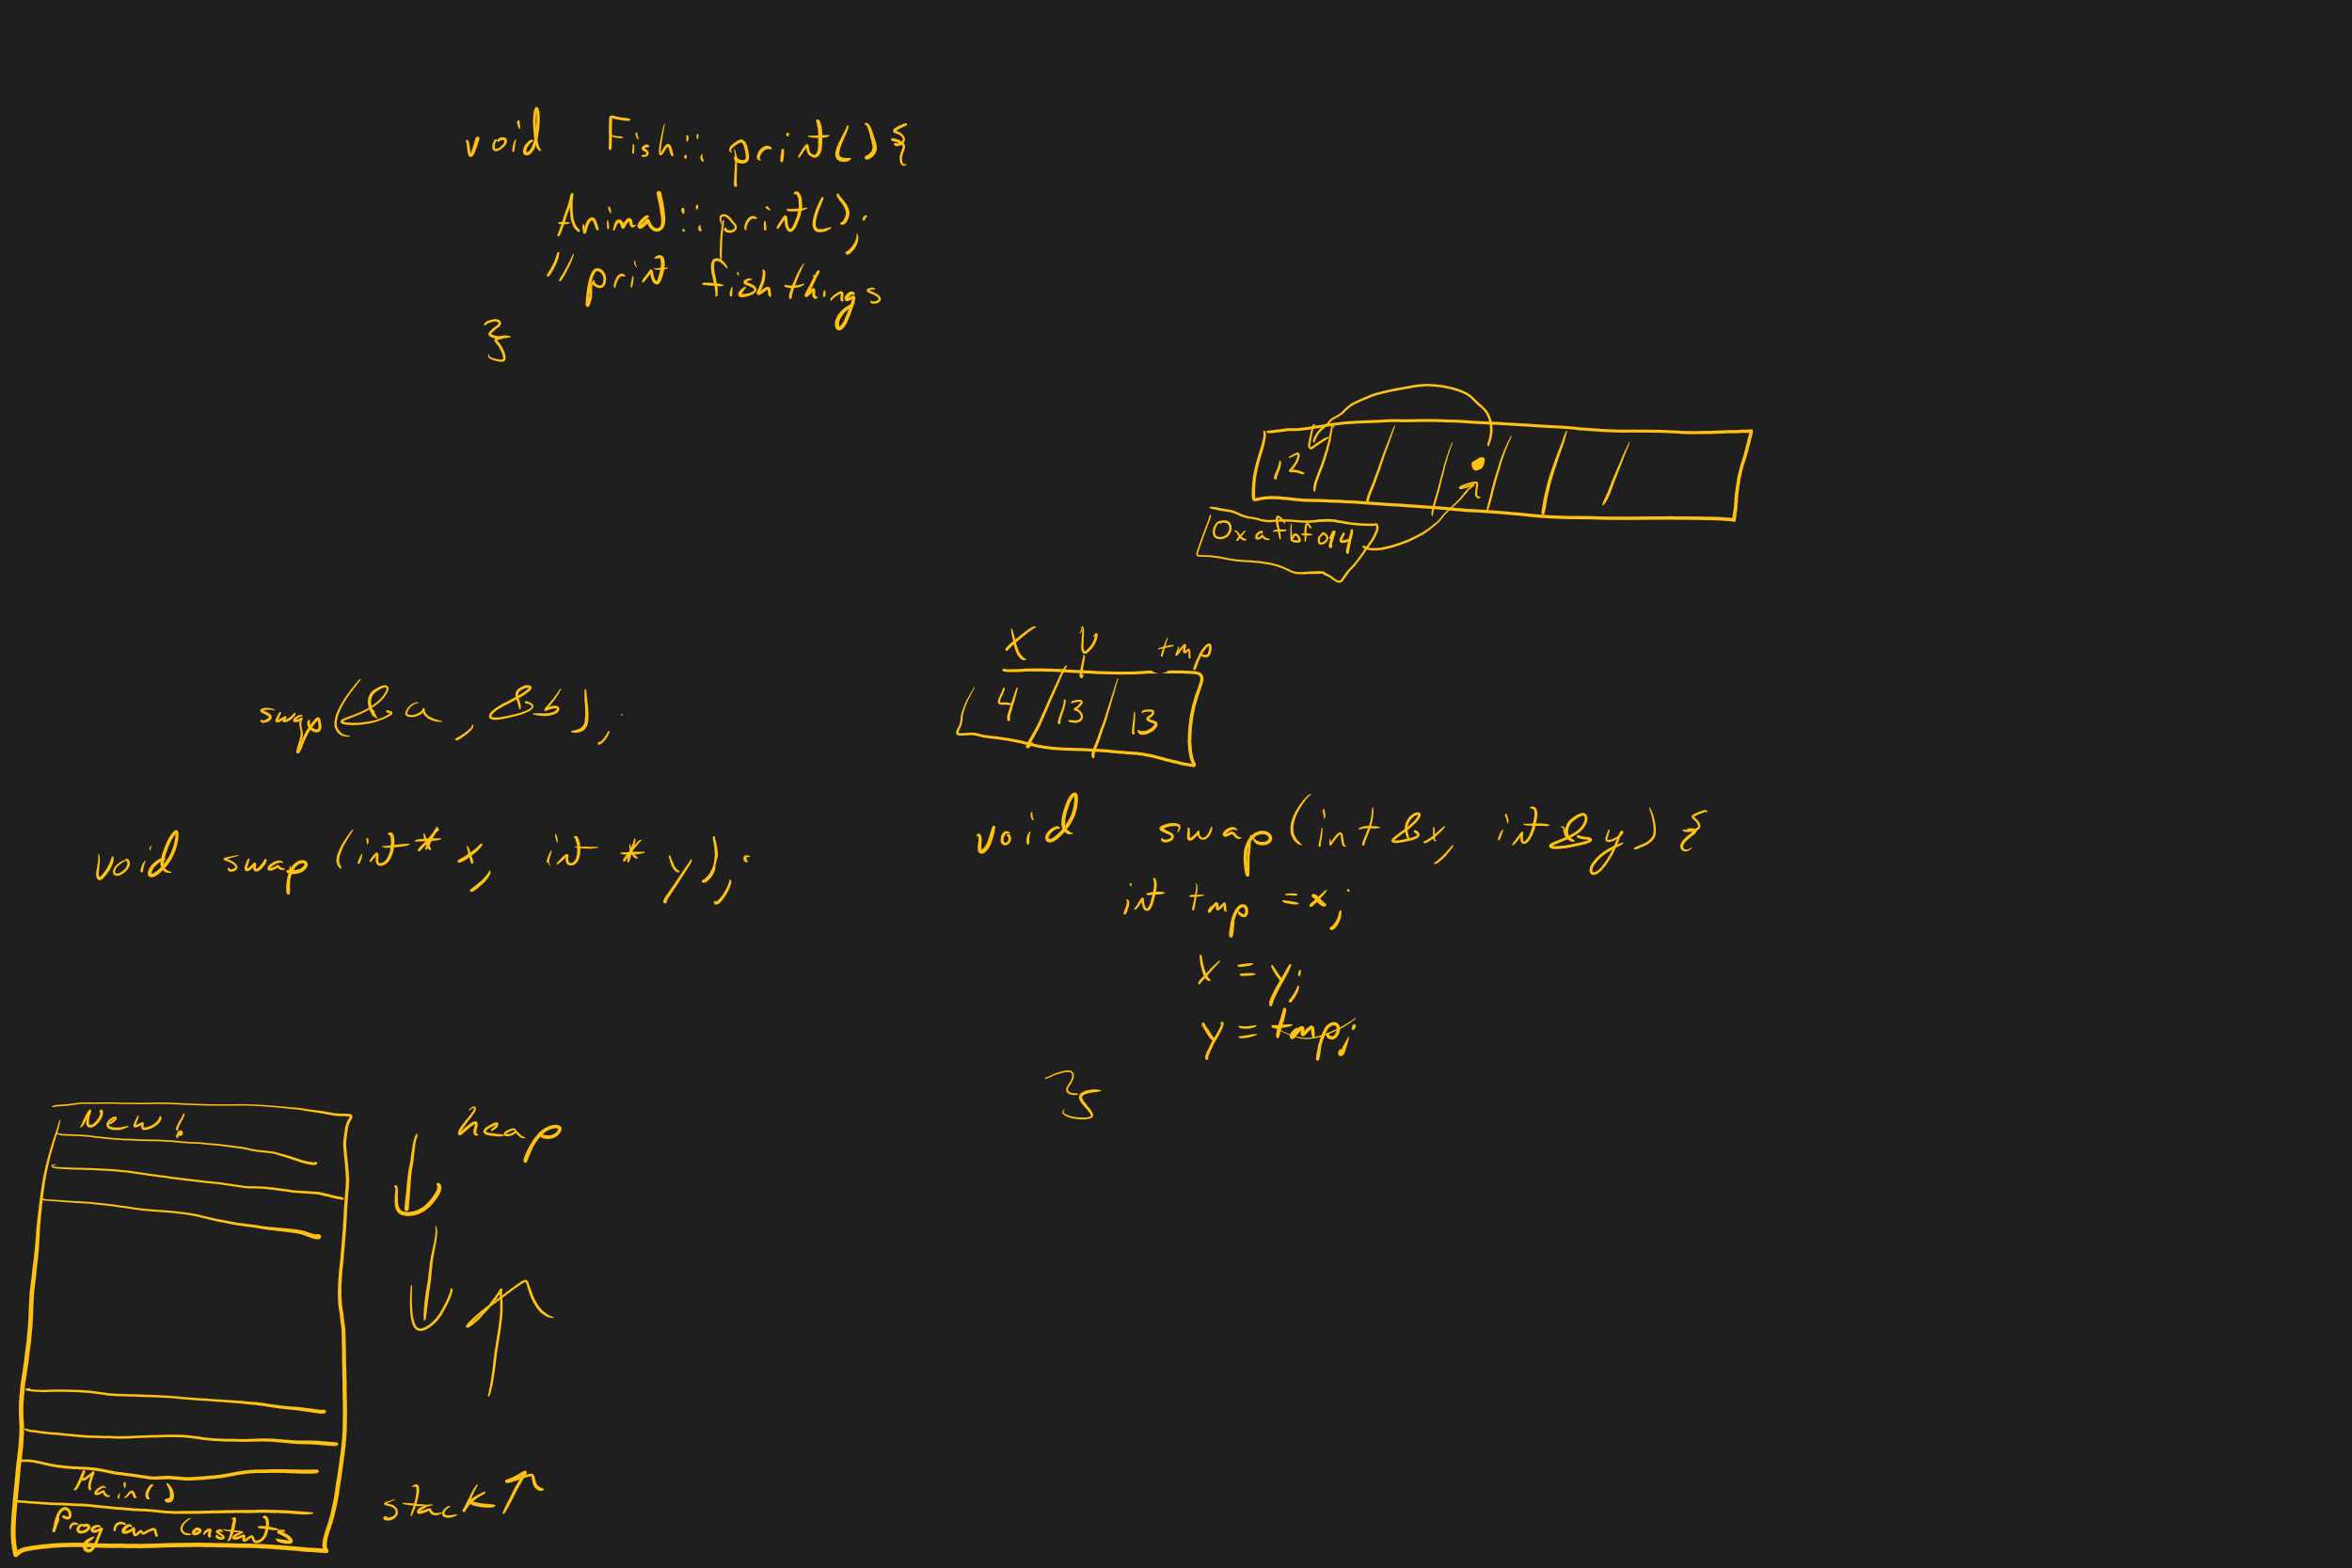 void Fish::print(){
Animal::print();
// print fish things
}
12
x y tmp
4 13 13
swap(&a, &b);
void swap(int* x, int* y);
void swap(int &x, int &y) {
int tmp = x;
x = y;
y = tmp;
}
New!
heap
Main()
stack
Program Constants